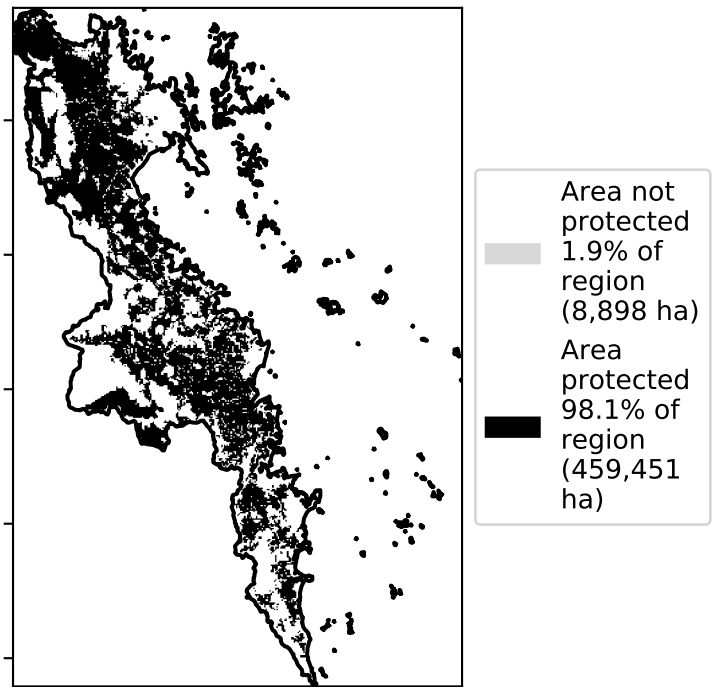 Area not
protected
1.9% of
region
(8,898 ha)
Area
protected
98.1% of
region
(459,451
ha)